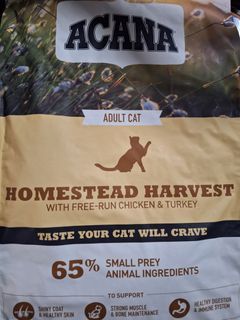 ACANA
ADULT CAT
HOMESTEAD HARVEST
WITH FREE-RUN CHICKEN & TURKEY
TASTE YOUR CAT WILL CRAVE
65% SMALL PREY
ANIMAL INGREDIENTS
TO SUPPORT
SHINY COAT
& HEALTHY SKIN
STRONG MUSCLE
& BONE MAINTENANCE
HEALTHY DIGESTION
& IMMUNE SYSTEM